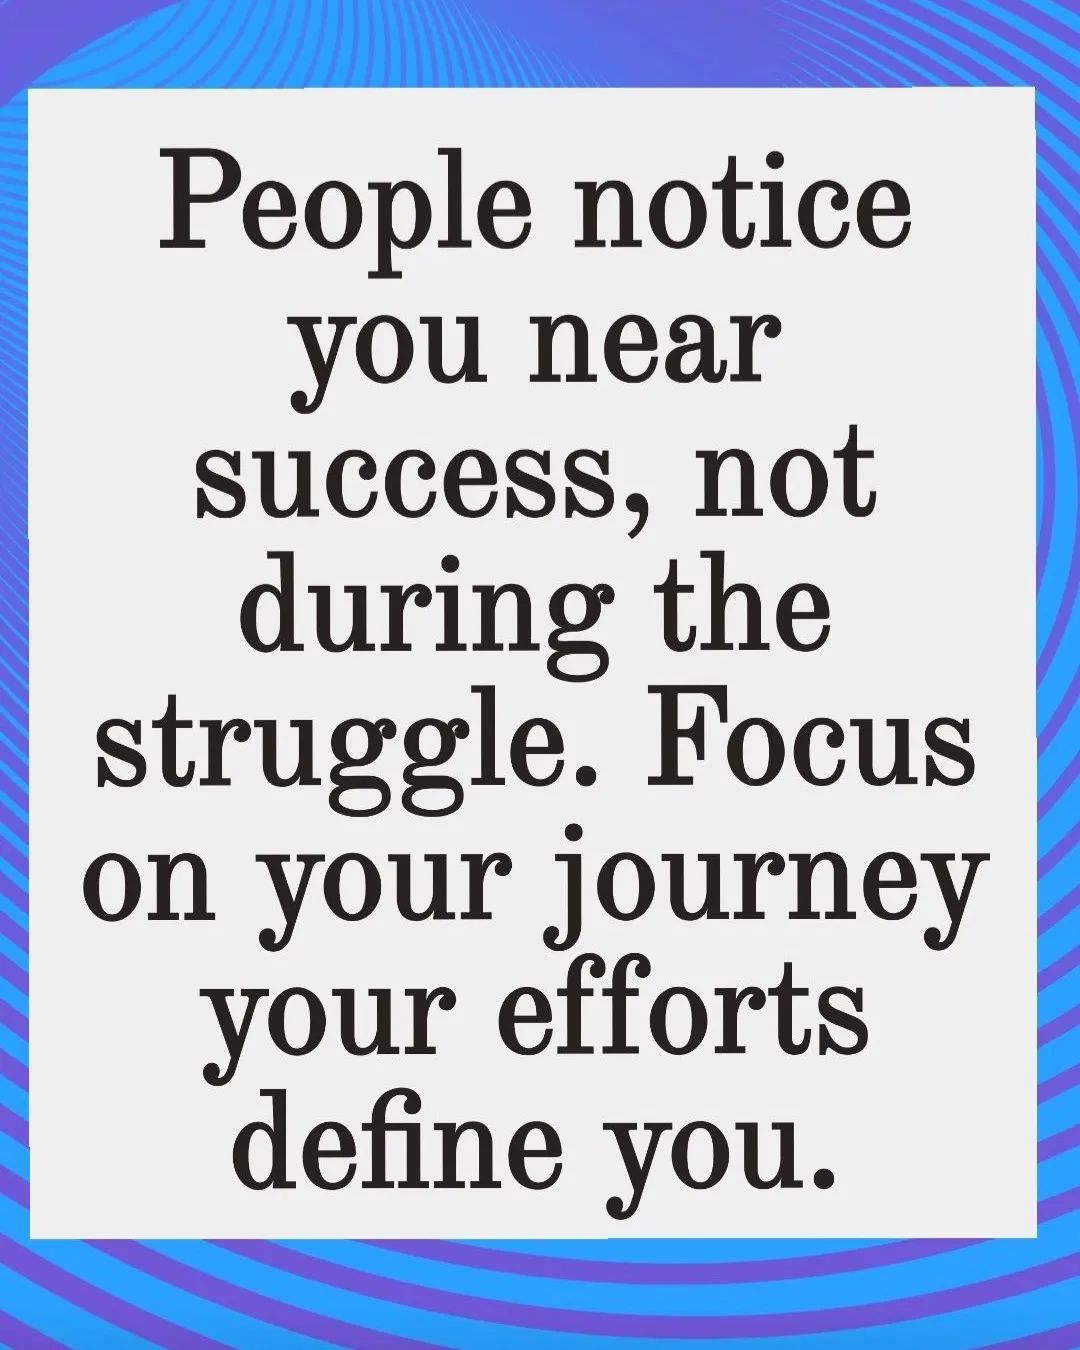 People notice
you near
success, not
during the
struggle. Focus
on your journey
your efforts
define you.